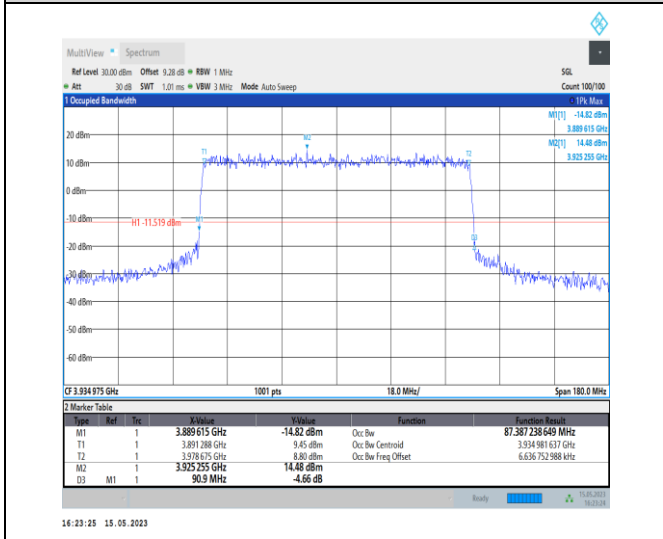 MultiView Spectrum
Ref Level 30.00 dBm Offset 9.28 dB RBW 1 MHz SGL
Att 30 dB SWT 1.01 ms VBW 3 MHz Mode Auto Sweep Count 100/100
1 Occupied Bandwidth 1Pk Max
M1[1] -14.82 dBm
3.889 615 GHz
M2[1] 14.48 dBm
3.925 255 GHz
20 dBm
M2
T1
T2
10 dBm
0 dBm
-10 dBm
H1 -11.519 dBm
M1
-20 dBm
D3
-30 dBm
-40 dBm
-50 dBm
-60 dBm
CF 3.934 975 GHz 1001 pts 18.0 MHz/ Span 180.0 MHz
2 Marker Table
Type Ref Trc X-Value Y-Value Function Function Result
M1 1 3.889 615 GHz -14.82 dBm Occ Bw 87.387 238 649 MHz
T1 1 3.891 288 GHz 9.45 dBm Occ Bw Centroid 3.934 981 637 GHz
T2 1 3.978 675 GHz 8.80 dBm Occ Bw Freq Offset 6.636 752 988 kHz
M2 1 3.925 255 GHz 14.48 dBm
D3 M1 1 90.9 MHz -4.66 dB
Ready 15.05.2023
16:23:24
16:23:25 15.05.2023